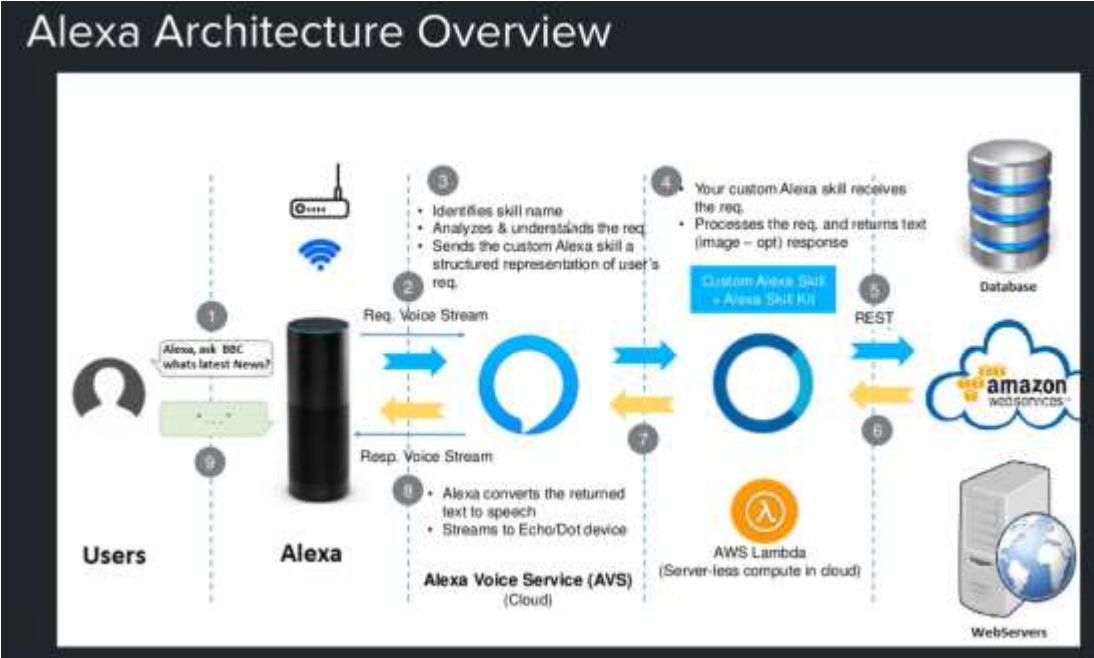 Alexa Architecture Overview
3
• Identifies skill name
• Analyzes & understands the req.
• Sends the custom Alexa skill a
structured representation of user's
req.
4
• Your custom Alexa skill receives
the req.
• Processes the req. and returns text
(image – opt) response
Custom Alexa Skill
+ Alexa Skill Kit
Database
1
2
5
Req. Voice Stream
REST
Alexa, ask BBC
whats latest News?
amazon
webservices™
"..."
9
7
6
Resp. Voice Stream
8
• Alexa converts the returned
text to speech
• Streams to Echo/Dot device
λ
Users
Alexa
AWS Lambda
(Server-less compute in cloud)
Alexa Voice Service (AVS)
(Cloud)
WebServers